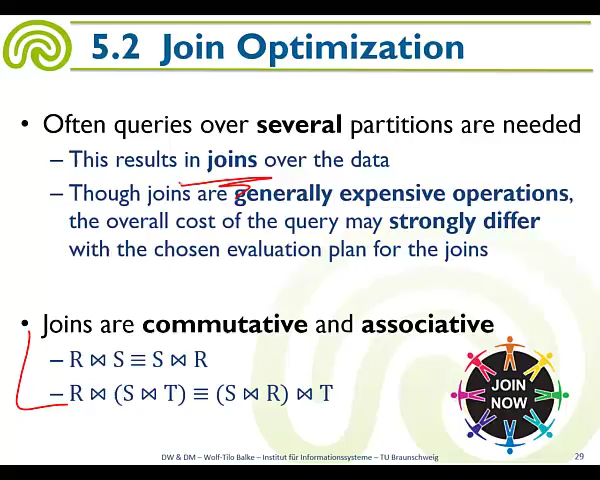 5.2 Join Optimization
• Often queries over several partitions are needed
– This results in joins over the data
– Though joins are generally expensive operations,
the overall cost of the query may strongly differ
with the chosen evaluation plan for the joins
• Joins are commutative and associative
– R ⋈ S ≡ S ⋈ R
– R ⋈ (S ⋈ T) ≡ (S ⋈ R) ⋈ T
JOIN
NOW
DW & DM – Wolf-Tilo Balke – Institut für Informationssysteme – TU Braunschweig
29